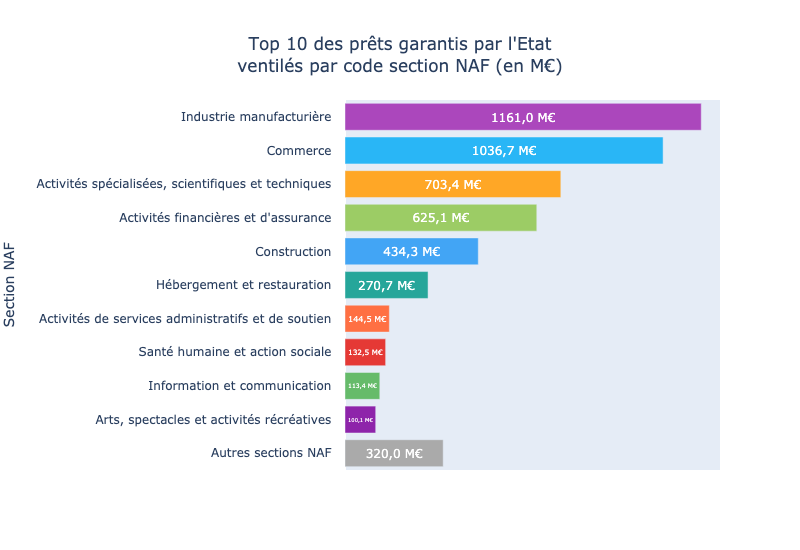 Top 10 des prêts garantis par l'Etat
ventilés par code section NAF (en M€)
Section NAF
Industrie manufacturière 1161,0 M€
Commerce 1036,7 M€
Activités spécialisées, scientifiques et techniques 703,4 M€
Activités financières et d'assurance 625,1 M€
Construction 434,3 M€
Hébergement et restauration 270,7 M€
Activités de services administratifs et de soutien 144,5 M€
Santé humaine et action sociale 132,5 M€
Information et communication 113,4 M€
Arts, spectacles et activités récréatives 100,1 M€
Autres sections NAF 320,0 M€